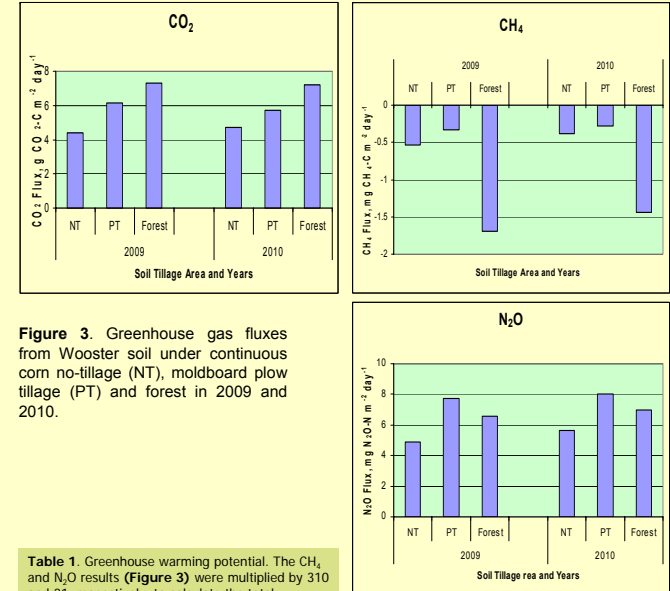 CO2
CO2 Flux, g CO2-C m-2 day-1
8
6
4
2
0
NT PT Forest NT PT Forest
2009 2010
Soil Tillage Area and Years
CH4
2009 2010
NT PT Forest NT PT Forest
CH4 Flux, mg CH4-C m-2 day-1
0
-0.5
-1
-1.5
-2
Soil Tillage Area and Years
Figure 3. Greenhouse gas fluxes
from Wooster soil under continuous
corn no-tillage (NT), moldboard plow
tillage (PT) and forest in 2009 and
2010.
N2O
N2O Flux, mg N2O-N m-2 day-1
10
8
6
4
2
0
NT PT Forest NT PT Forest
2009 2010
Soil Tillage rea and Years
Table 1. Greenhouse warming potential. The CH4
and N2O results (Figure 3) were multiplied by 310